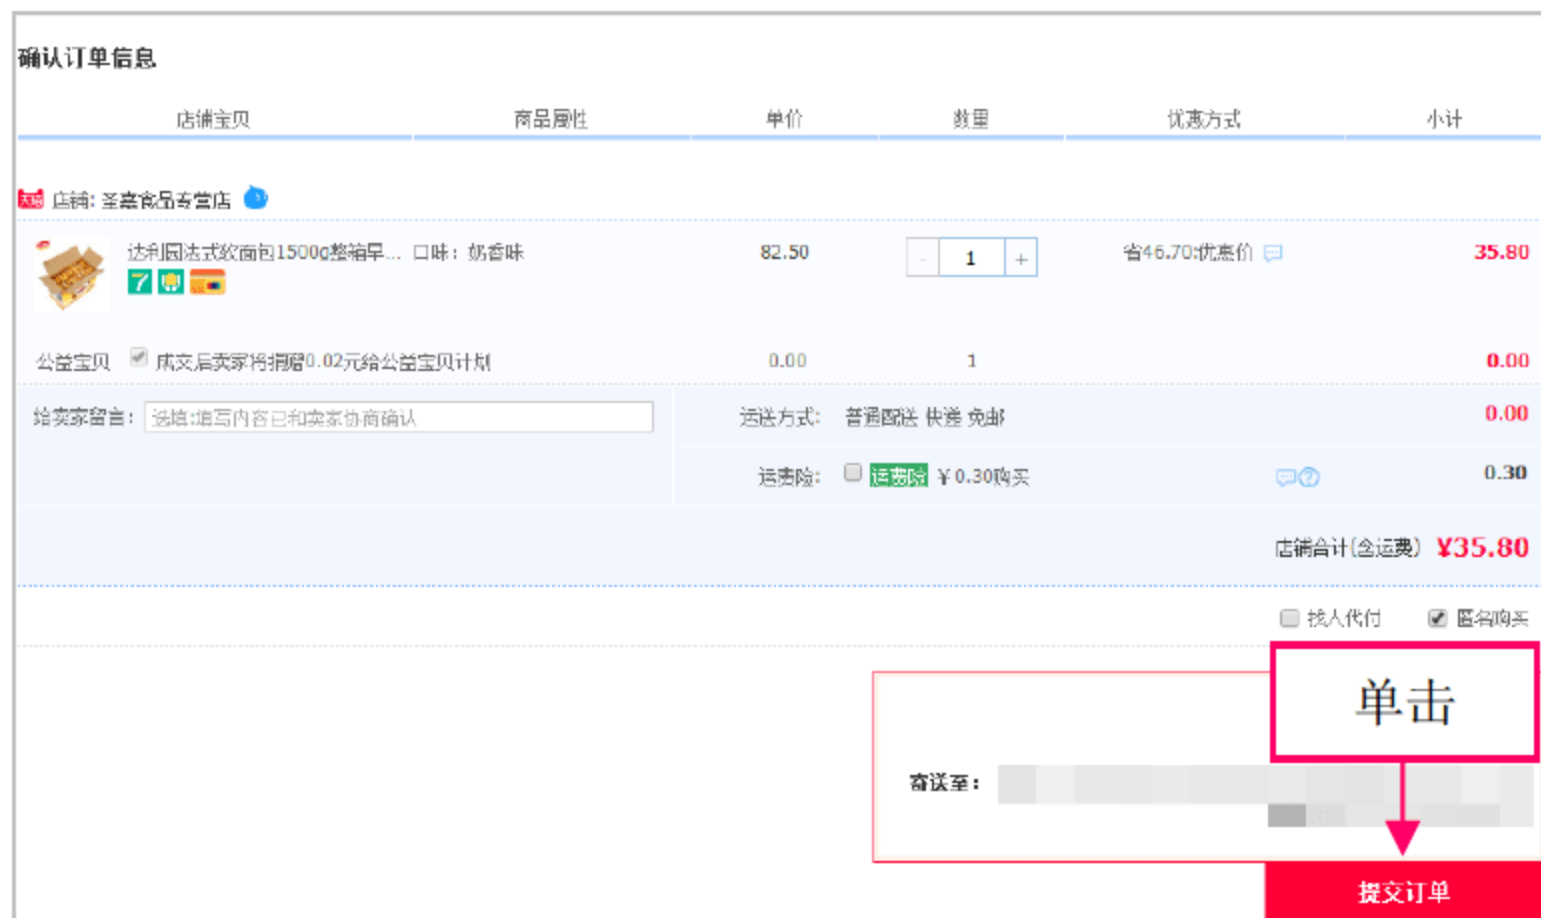 确认订单信息
店铺宝贝 商品属性 单价 数量 优惠方式 小计
天猫 店铺: 圣嘉食品专营店
达利园法式软面包1500g整箱早... 口味：奶香味 82.50 - 1 + 省46.70:优惠价 35.80
7
公益宝贝 成交后卖家将捐赠0.02元给公益宝贝计划 0.00 1 0.00
给卖家留言： 选填:填写内容已和卖家协商确认 运送方式: 普通配送 快递 免邮 0.00
运费险: 运费险 ￥0.30购买 0.30
店铺合计(含运费) ¥35.80
找人代付 匿名购买
单击
寄送至：
提交订单